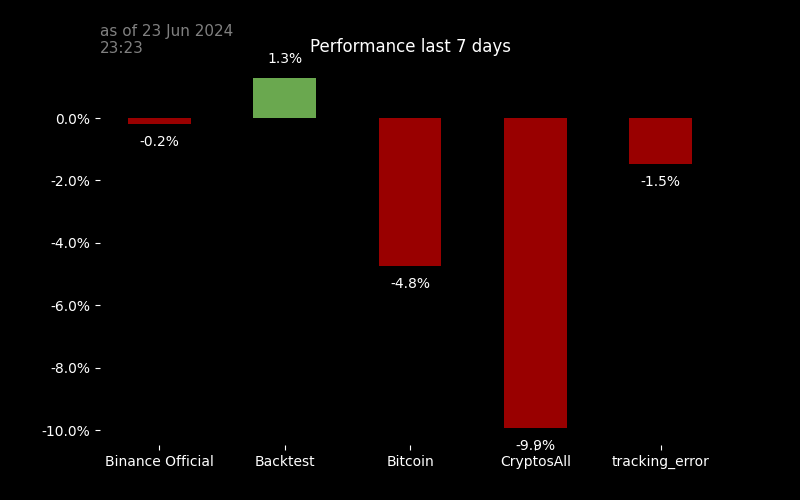 as of 23 Jun 2024
23:23
Performance last 7 days
1.3%
0.0%
-0.2%
-1.5%
-2.0%
-4.0%
-4.8%
-6.0%
-8.0%
-10.0%
-9.9%
Binance Official
Backtest
Bitcoin
CryptosAll
tracking_error